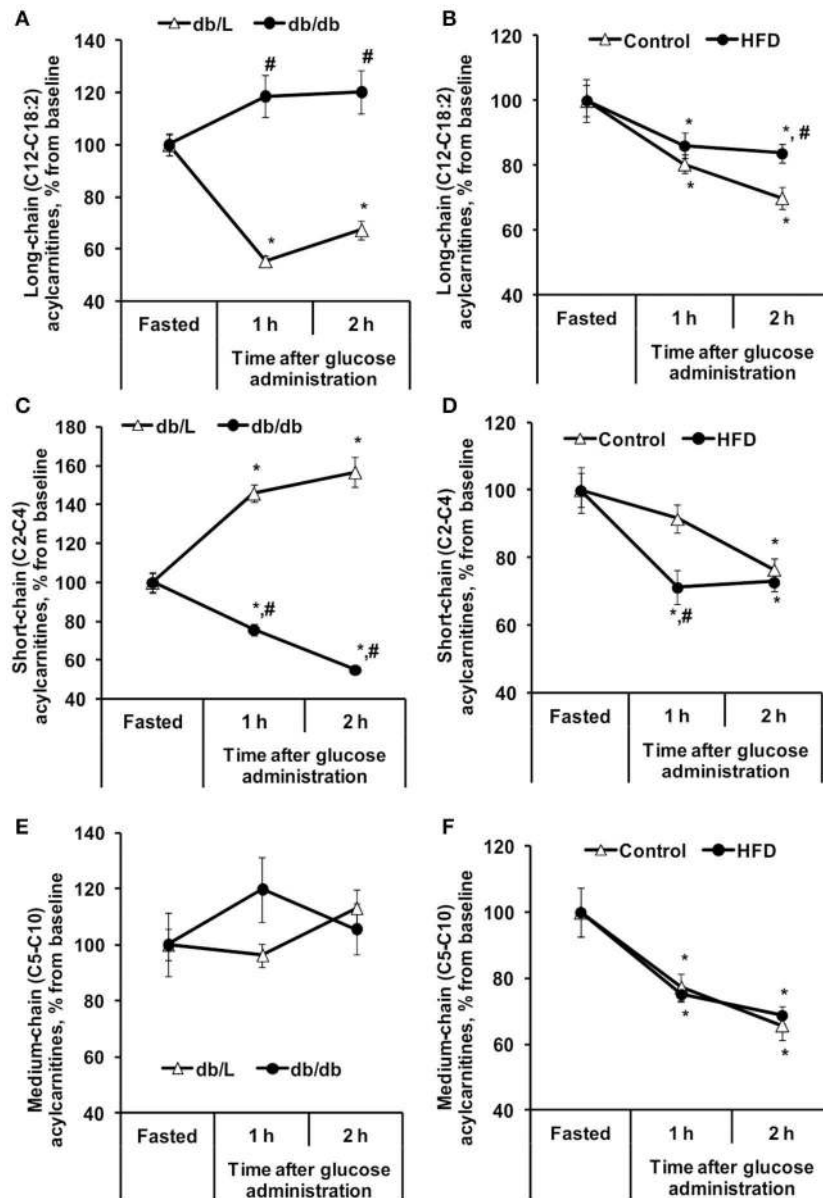 A
db/L db/db
Long-chain (C12-C18:2)
acylcarnitines, % from baseline
140
120
100
80
60
40
# #
* *
Fasted 1 h 2 h
Time after glucose
administration
B
Control HFD
Long-chain (C12-C18:2)
acylcarnitines, % from baseline
120
100
80
60
40
* *, #
* *
Fasted 1 h 2 h
Time after glucose
administration
C
db/L db/db
Short-chain (C2-C4)
acylcarnitines, % from baseline
180
160
140
120
100
80
60
40
* *
*,# *,#
Fasted 1 h 2 h
Time after glucose
administration
D
Control HFD
Short-chain (C2-C4)
acylcarnitines, % from baseline
120
100
80
60
40
*
*,# *
Fasted 1 h 2 h
Time after glucose
administration
E
Medium-chain (C5-C10)
acylcarnitines, % from baseline
140
120
100
80
60
40
db/L db/db
Fasted 1 h 2 h
Time after glucose
administration
F
Control HFD
Medium-chain (C5-C10)
acylcarnitines, % from baseline
120
100
80
60
40
* *
* *
Fasted 1 h 2 h
Time after glucose
administration